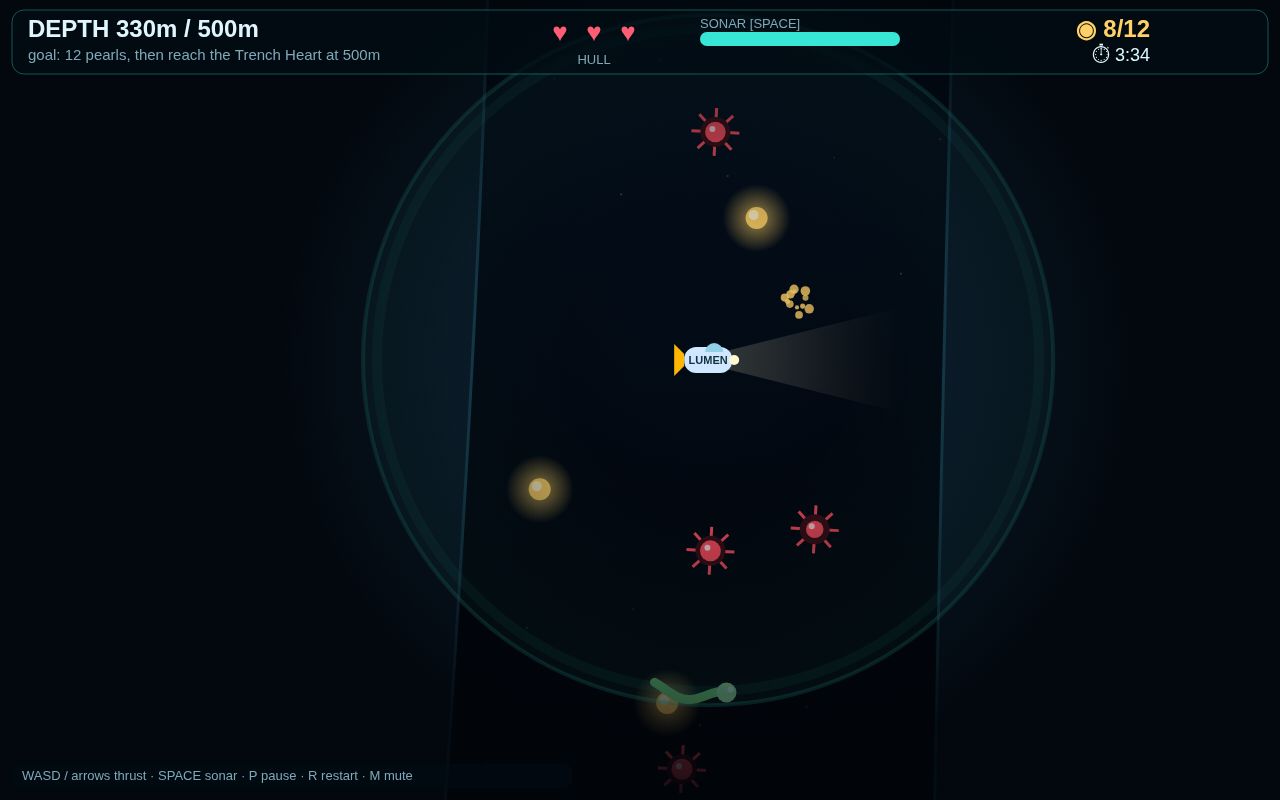 DEPTH 330m / 500m
goal: 12 pearls, then reach the Trench Heart at 500m
HULL
SONAR [SPACE]
8/12
3:34
LUMEN
WASD / arrows thrust · SPACE sonar · P pause · R restart · M mute